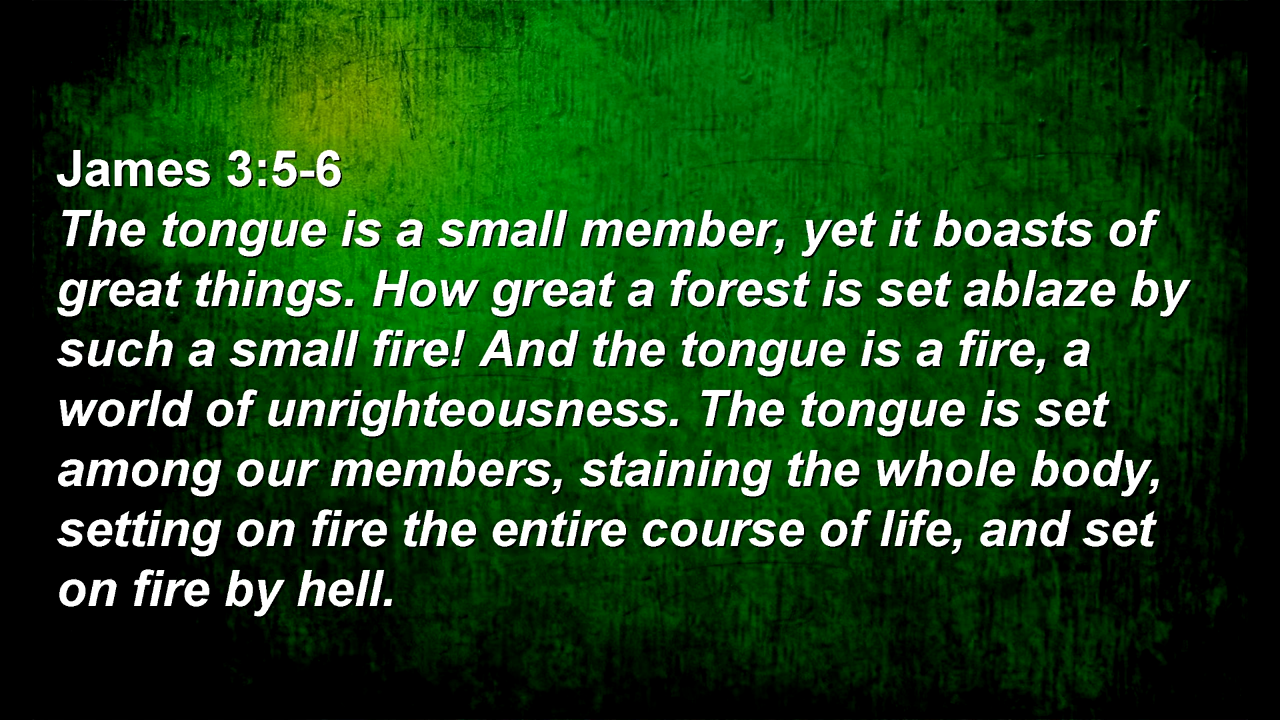 James 3:5-6
The tongue is a small member, yet it boasts of
great things. How great a forest is set ablaze by
such a small fire! And the tongue is a fire, a
world of unrighteousness. The tongue is set
among our members, staining the whole body,
setting on fire the entire course of life, and set
on fire by hell.